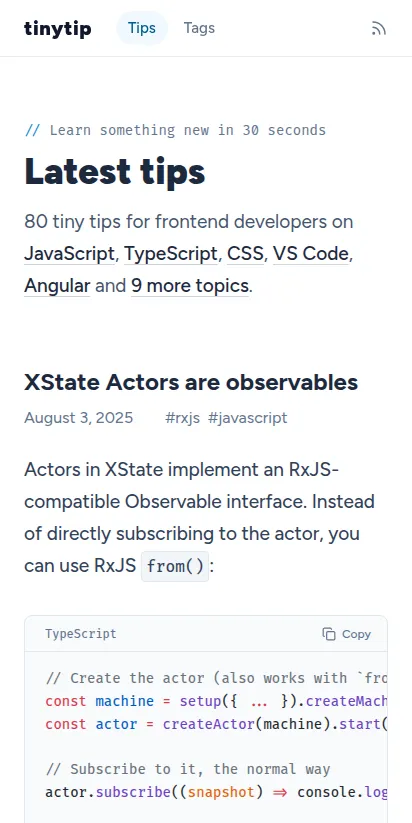 tinytip Tips Tags
// Learn something new in 30 seconds
Latest tips
80 tiny tips for frontend developers on
JavaScript, TypeScript, CSS, VS Code,
Angular and 9 more topics.
XState Actors are observables
August 3, 2025 #rxjs #javascript
Actors in XState implement an RxJS-
compatible Observable interface. Instead
of directly subscribing to the actor, you
can use RxJS from():
TypeScript Copy
// Create the actor (also works with `fro
const machine = setup({ ... }).createMach
const actor = createActor(machine).start(
// Subscribe to it, the normal way
actor.subscribe((snapshot) => console.log